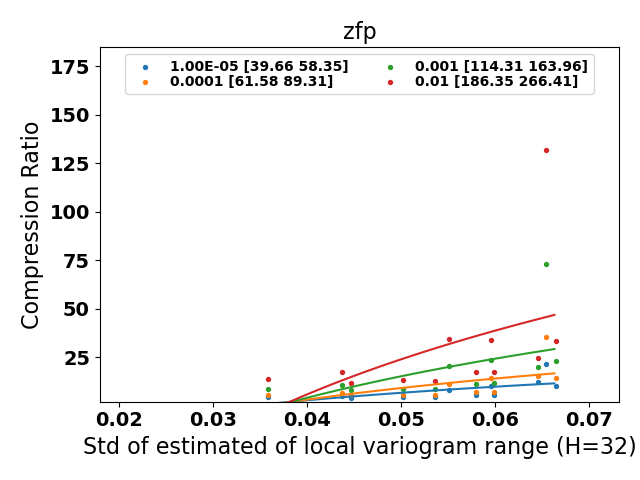 zfp
1.00E-05 [39.66 58.35]
0.0001 [61.58 89.31]
0.001 [114.31 163.96]
0.01 [186.35 266.41]
Compression Ratio
175
150
125
100
75
50
25
0.02 0.03 0.04 0.05 0.06 0.07
Std of estimated of local variogram range (H=32)